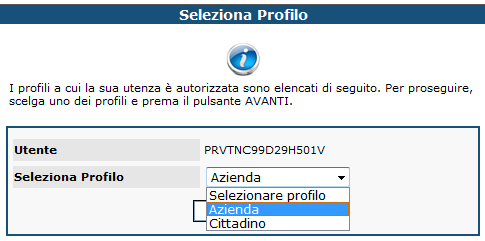 Seleziona Profilo
I profili a cui la sua utenza è autorizzata sono elencati di seguito. Per proseguire,
scelga uno dei profili e prema il pulsante AVANTI.
Utente PRVTNC99D29H501V
Seleziona Profilo Azienda
Selezionare profilo
Azienda
Cittadino